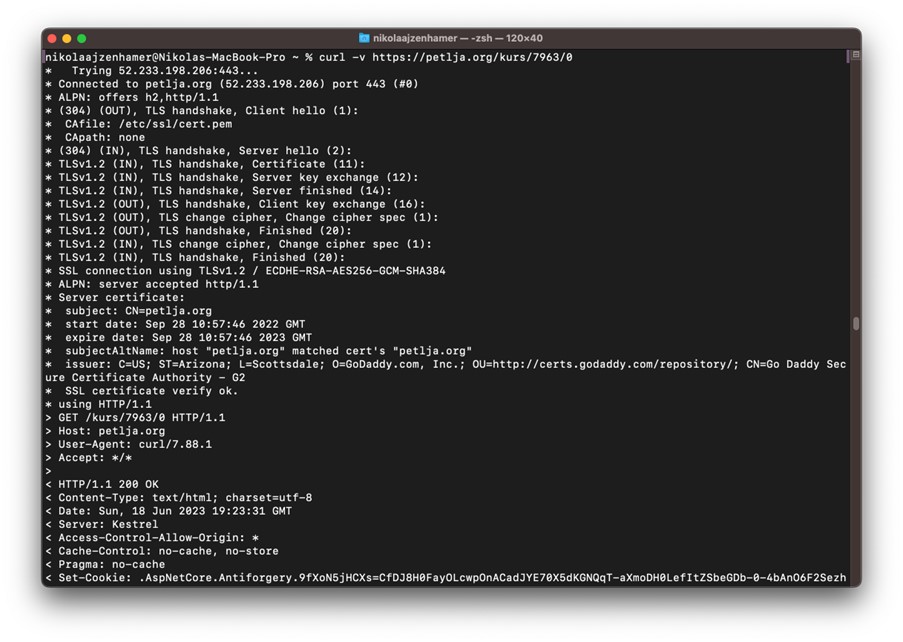 nikolaajzenhamer — -zsh — 120×40
nikolaajzenhamer@Nikolas-MacBook-Pro ~ % curl -v https://petlja.org/kurs/7963/0
*   Trying 52.233.198.206:443...
* Connected to petlja.org (52.233.198.206) port 443 (#0)
* ALPN: offers h2,http/1.1
* (304) (OUT), TLS handshake, Client hello (1):
*  CAfile: /etc/ssl/cert.pem
*  CApath: none
* (304) (IN), TLS handshake, Server hello (2):
* TLSv1.2 (IN), TLS handshake, Certificate (11):
* TLSv1.2 (IN), TLS handshake, Server key exchange (12):
* TLSv1.2 (IN), TLS handshake, Server finished (14):
* TLSv1.2 (OUT), TLS handshake, Client key exchange (16):
* TLSv1.2 (OUT), TLS change cipher, Change cipher spec (1):
* TLSv1.2 (OUT), TLS handshake, Finished (20):
* TLSv1.2 (IN), TLS change cipher, Change cipher spec (1):
* TLSv1.2 (IN), TLS handshake, Finished (20):
* SSL connection using TLSv1.2 / ECDHE-RSA-AES256-GCM-SHA384
* ALPN: server accepted http/1.1
* Server certificate:
*  subject: CN=petlja.org
*  start date: Sep 28 10:57:46 2022 GMT
*  expire date: Sep 28 10:57:46 2023 GMT
*  subjectAltName: host "petlja.org" matched cert's "petlja.org"
*  issuer: C=US; ST=Arizona; L=Scottsdale; O=GoDaddy.com, Inc.; OU=http://certs.godaddy.com/repository/; CN=Go Daddy Sec
ure Certificate Authority - G2
*  SSL certificate verify ok.
* using HTTP/1.1
> GET /kurs/7963/0 HTTP/1.1
> Host: petlja.org
> User-Agent: curl/7.88.1
> Accept: */*
>
< HTTP/1.1 200 OK
< Content-Type: text/html; charset=utf-8
< Date: Sun, 18 Jun 2023 19:23:31 GMT
< Server: Kestrel
< Access-Control-Allow-Origin: *
< Cache-Control: no-cache, no-store
< Pragma: no-cache
< Set-Cookie: .AspNetCore.Antiforgery.9fXoN5jHCXs=CfDJ8H0FayOLcwpOnACadJYE70X5dKGNQqT-aXmoDH0LefItZSbeGDb-0-4bAnO6F2Sezh